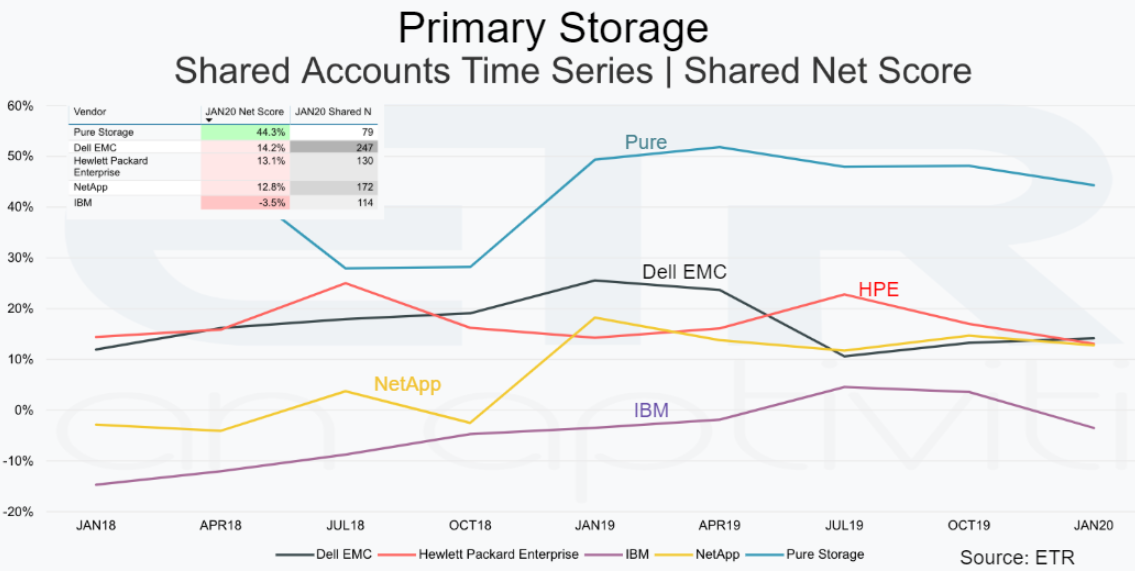 Primary Storage
Shared Accounts Time Series | Shared Net Score
Vendor JAN20 Net Score JAN20 Shared N
Pure Storage 44.3% 79
Dell EMC 14.2% 247
Hewlett Packard Enterprise 13.1% 130
NetApp 12.8% 172
IBM -3.5% 114
60%
50%
40%
30%
20%
10%
0%
-10%
-20%
Pure
Dell EMC
HPE
NetApp
IBM
JAN18 APR18 JUL18 OCT18 JAN19 APR19 JUL19 OCT19 JAN20
Dell EMC Hewlett Packard Enterprise IBM NetApp Pure Storage
Source: ETR
ETR
an aptiviti